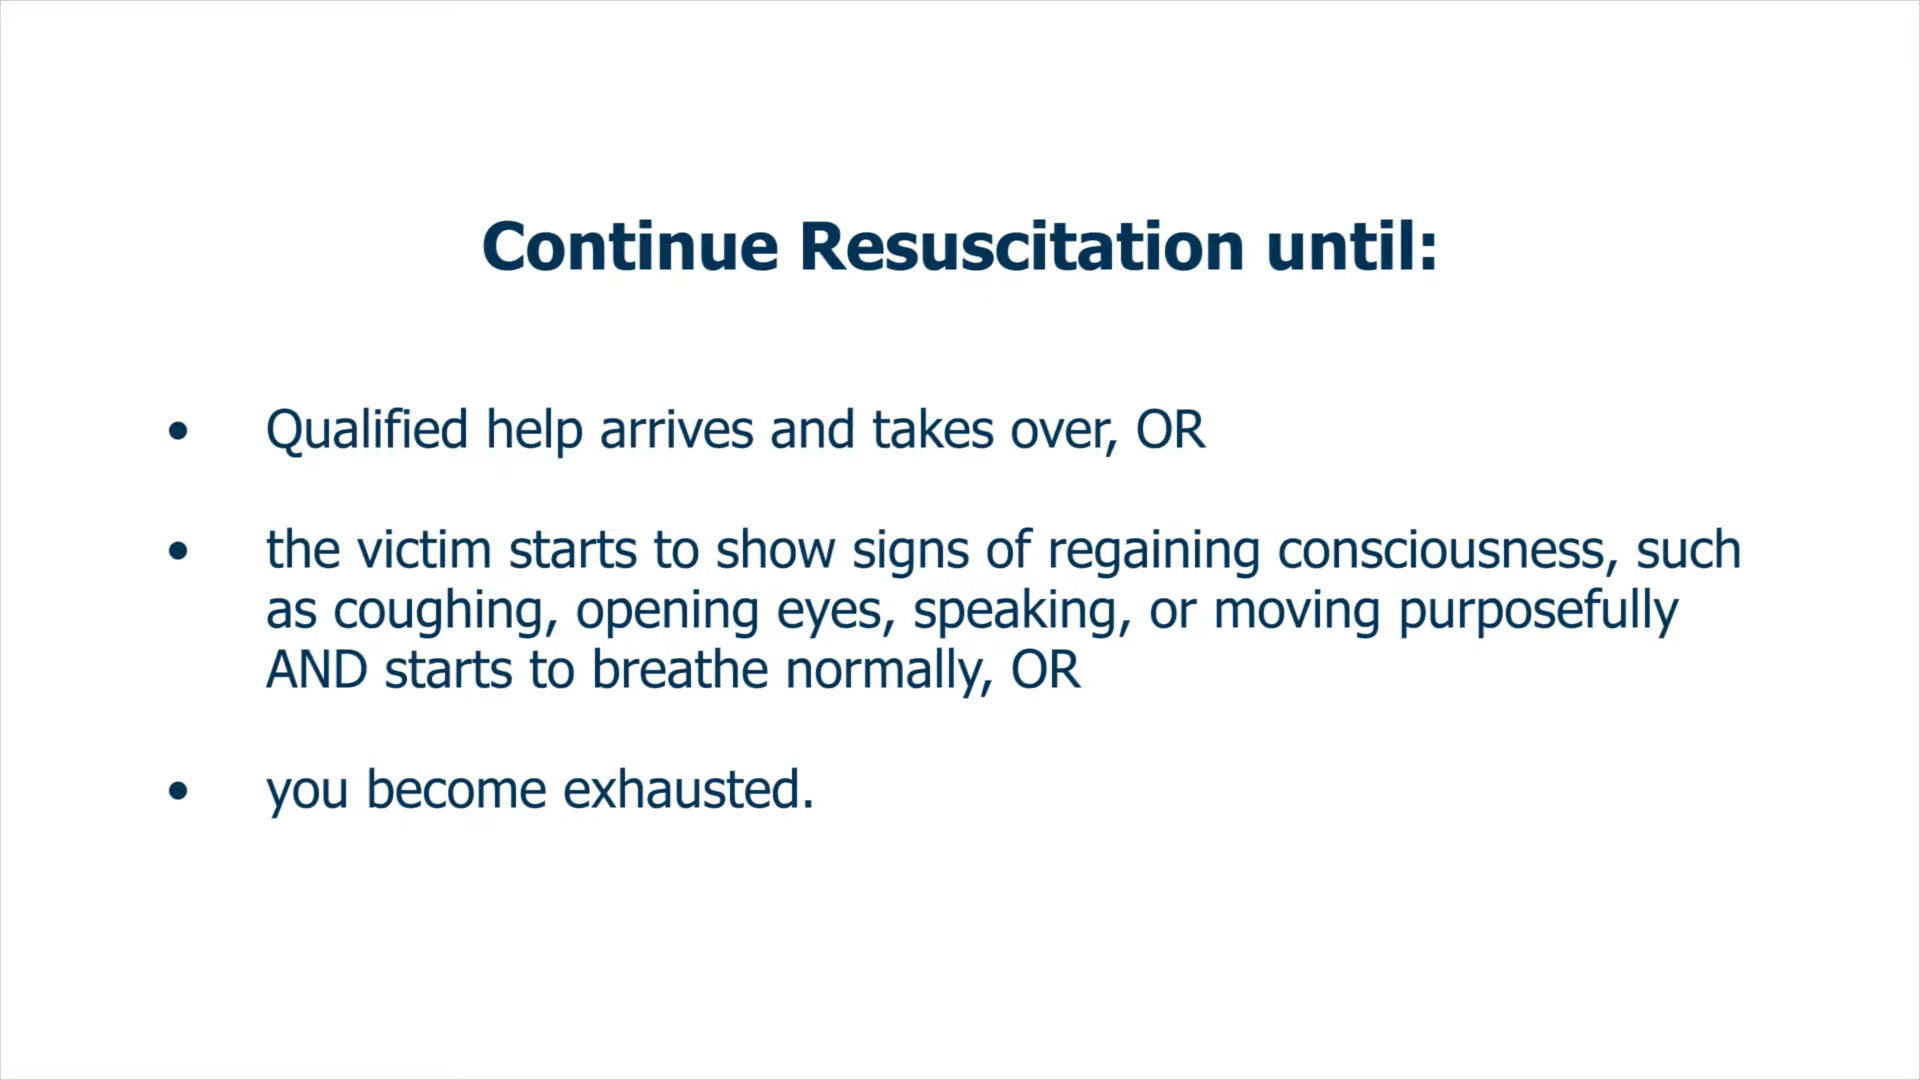 Continue Resuscitation until:
• Qualified help arrives and takes over, OR
• the victim starts to show signs of regaining consciousness, such
as coughing, opening eyes, speaking, or moving purposefully
AND starts to breathe normally, OR
• you become exhausted.